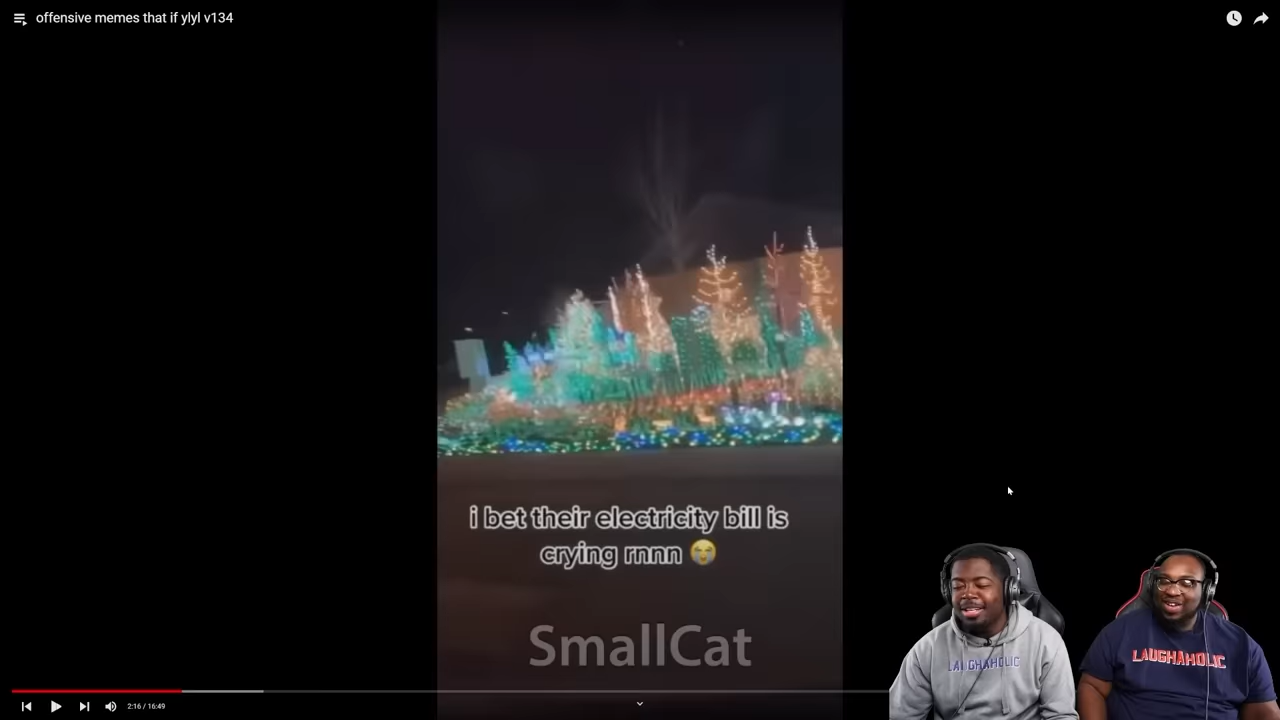 offensive memes that if ylyl v134
i bet their electricity bill is
crying rnnn 😭
SmallCat
LAUGHAHOLIC
LAUGHAHOLIC
2:16 / 16:49